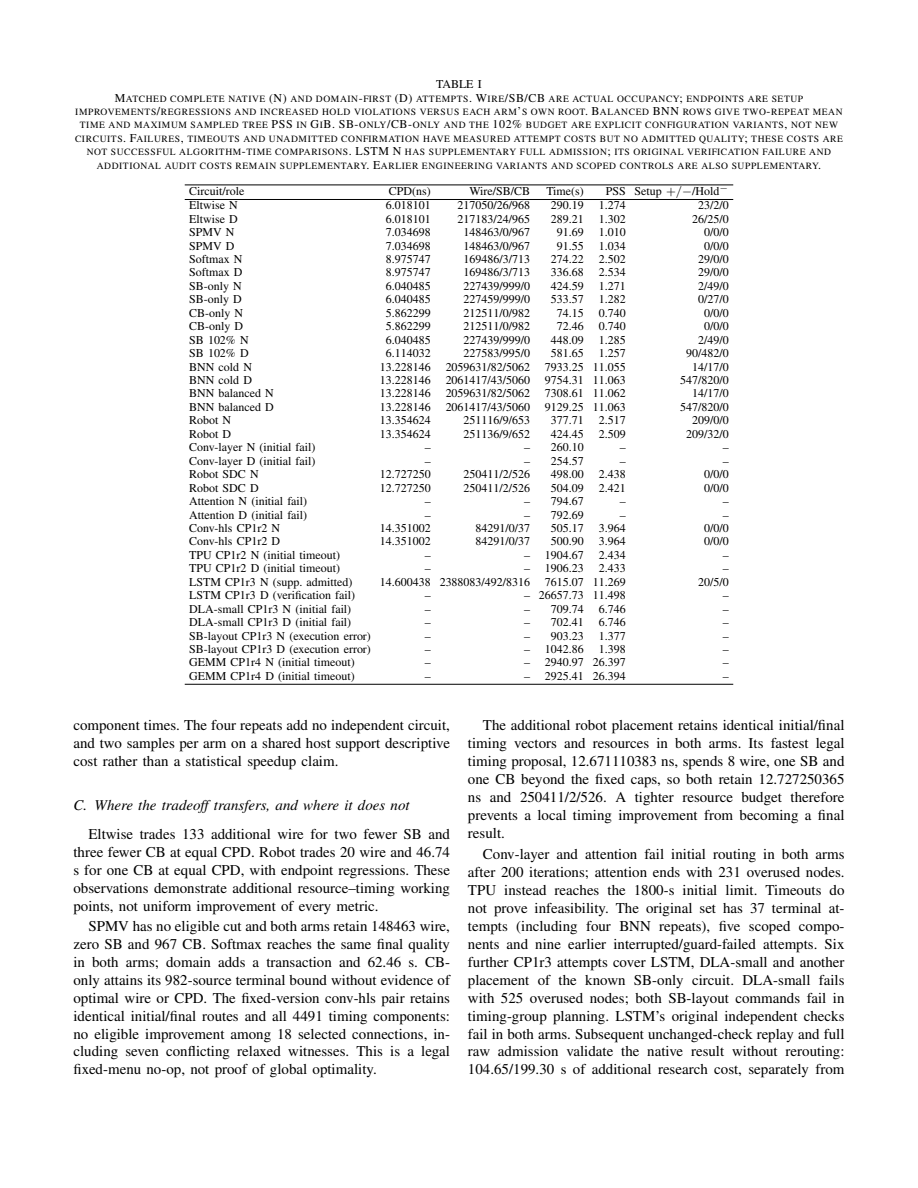 TABLE I
MATCHED COMPLETE NATIVE (N) AND DOMAIN-FIRST (D) ATTEMPTS. WIRE/SB/CB ARE ACTUAL OCCUPANCY; ENDPOINTS ARE SETUP
IMPROVEMENTS/REGRESSIONS AND INCREASED HOLD VIOLATIONS VERSUS EACH ARM'S OWN ROOT. BALANCED BNN ROWS GIVE TWO-REPEAT MEAN
TIME AND MAXIMUM SAMPLED TREE PSS IN GIB. SB-ONLY/CB-ONLY AND THE 102% BUDGET ARE EXPLICIT CONFIGURATION VARIANTS, NOT NEW
CIRCUITS. FAILURES, TIMEOUTS AND UNADMITTED CONFIRMATION HAVE MEASURED ATTEMPT COSTS BUT NO ADMITTED QUALITY; THESE COSTS ARE
NOT SUCCESSFUL ALGORITHM-TIME COMPARISONS. LSTM N HAS SUPPLEMENTARY FULL ADMISSION; ITS ORIGINAL VERIFICATION FAILURE AND
ADDITIONAL AUDIT COSTS REMAIN SUPPLEMENTARY. EARLIER ENGINEERING VARIANTS AND SCOPED CONTROLS ARE ALSO SUPPLEMENTARY.
Circuit/role CPD(ns) Wire/SB/CB Time(s) PSS Setup +/−/Hold⁻
Eltwise N 6.018101 217050/26/968 290.19 1.274 23/2/0
Eltwise D 6.018101 217183/24/965 289.21 1.302 26/25/0
SPMV N 7.034698 148463/0/967 91.69 1.010 0/0/0
SPMV D 7.034698 148463/0/967 91.55 1.034 0/0/0
Softmax N 8.975747 169486/3/713 274.22 2.502 29/0/0
Softmax D 8.975747 169486/3/713 336.68 2.534 29/0/0
SB-only N 6.040485 227439/999/0 424.59 1.271 2/49/0
SB-only D 6.040485 227459/999/0 533.57 1.282 0/27/0
CB-only N 5.862299 212511/0/982 74.15 0.740 0/0/0
CB-only D 5.862299 212511/0/982 72.46 0.740 0/0/0
SB 102% N 6.040485 227439/999/0 448.09 1.285 2/49/0
SB 102% D 6.114032 227583/995/0 581.65 1.257 90/482/0
BNN cold N 13.228146 2059631/82/5062 7933.25 11.055 14/17/0
BNN cold D 13.228146 2061417/43/5060 9754.31 11.063 547/820/0
BNN balanced N 13.228146 2059631/82/5062 7308.61 11.062 14/17/0
BNN balanced D 13.228146 2061417/43/5060 9129.25 11.063 547/820/0
Robot N 13.354624 251116/9/653 377.71 2.517 209/0/0
Robot D 13.354624 251136/9/652 424.45 2.509 209/32/0
Conv-layer N (initial fail) – – 260.10 – –
Conv-layer D (initial fail) – – 254.57 – –
Robot SDC N 12.727250 250411/2/526 498.00 2.438 0/0/0
Robot SDC D 12.727250 250411/2/526 504.09 2.421 0/0/0
Attention N (initial fail) – – 794.67 – –
Attention D (initial fail) – – 792.69 – –
Conv-hls CP1r2 N 14.351002 84291/0/37 505.17 3.964 0/0/0
Conv-hls CP1r2 D 14.351002 84291/0/37 500.90 3.964 0/0/0
TPU CP1r2 N (initial timeout) – – 1904.67 2.434 –
TPU CP1r2 D (initial timeout) – – 1906.23 2.433 –
LSTM CP1r3 N (supp. admitted) 14.600438 2388083/492/8316 7615.07 11.269 20/5/0
LSTM CP1r3 D (verification fail) – – 26657.73 11.498 –
DLA-small CP1r3 N (initial fail) – – 709.74 6.746 –
DLA-small CP1r3 D (initial fail) – – 702.41 6.746 –
SB-layout CP1r3 N (execution error) – – 903.23 1.377 –
SB-layout CP1r3 D (execution error) – – 1042.86 1.398 –
GEMM CP1r4 N (initial timeout) – – 2940.97 26.397 –
GEMM CP1r4 D (initial timeout) – – 2925.41 26.394 –
component times. The four repeats add no independent circuit,
and two samples per arm on a shared host support descriptive
cost rather than a statistical speedup claim.
C. Where the tradeoff transfers, and where it does not
Eltwise trades 133 additional wire for two fewer SB and
three fewer CB at equal CPD. Robot trades 20 wire and 46.74
s for one CB at equal CPD, with endpoint regressions. These
observations demonstrate additional resource–timing working
points, not uniform improvement of every metric.
SPMV has no eligible cut and both arms retain 148463 wire,
zero SB and 967 CB. Softmax reaches the same final quality
in both arms; domain adds a transaction and 62.46 s. CB-
only attains its 982-source terminal bound without evidence of
optimal wire or CPD. The fixed-version conv-hls pair retains
identical initial/final routes and all 4491 timing components:
no eligible improvement among 18 selected connections, in-
cluding seven conflicting relaxed witnesses. This is a legal
fixed-menu no-op, not proof of global optimality.
The additional robot placement retains identical initial/final
timing vectors and resources in both arms. Its fastest legal
timing proposal, 12.671110383 ns, spends 8 wire, one SB and
one CB beyond the fixed caps, so both retain 12.727250365
ns and 250411/2/526. A tighter resource budget therefore
prevents a local timing improvement from becoming a final
result.
Conv-layer and attention fail initial routing in both arms
after 200 iterations; attention ends with 231 overused nodes.
TPU instead reaches the 1800-s initial limit. Timeouts do
not prove infeasibility. The original set has 37 terminal at-
tempts (including four BNN repeats), five scoped compo-
nents and nine earlier interrupted/guard-failed attempts. Six
further CP1r3 attempts cover LSTM, DLA-small and another
placement of the known SB-only circuit. DLA-small fails
with 525 overused nodes; both SB-layout commands fail in
timing-group planning. LSTM's original independent checks
fail in both arms. Subsequent unchanged-check replay and full
raw admission validate the native result without rerouting:
104.65/199.30 s of additional research cost, separately from